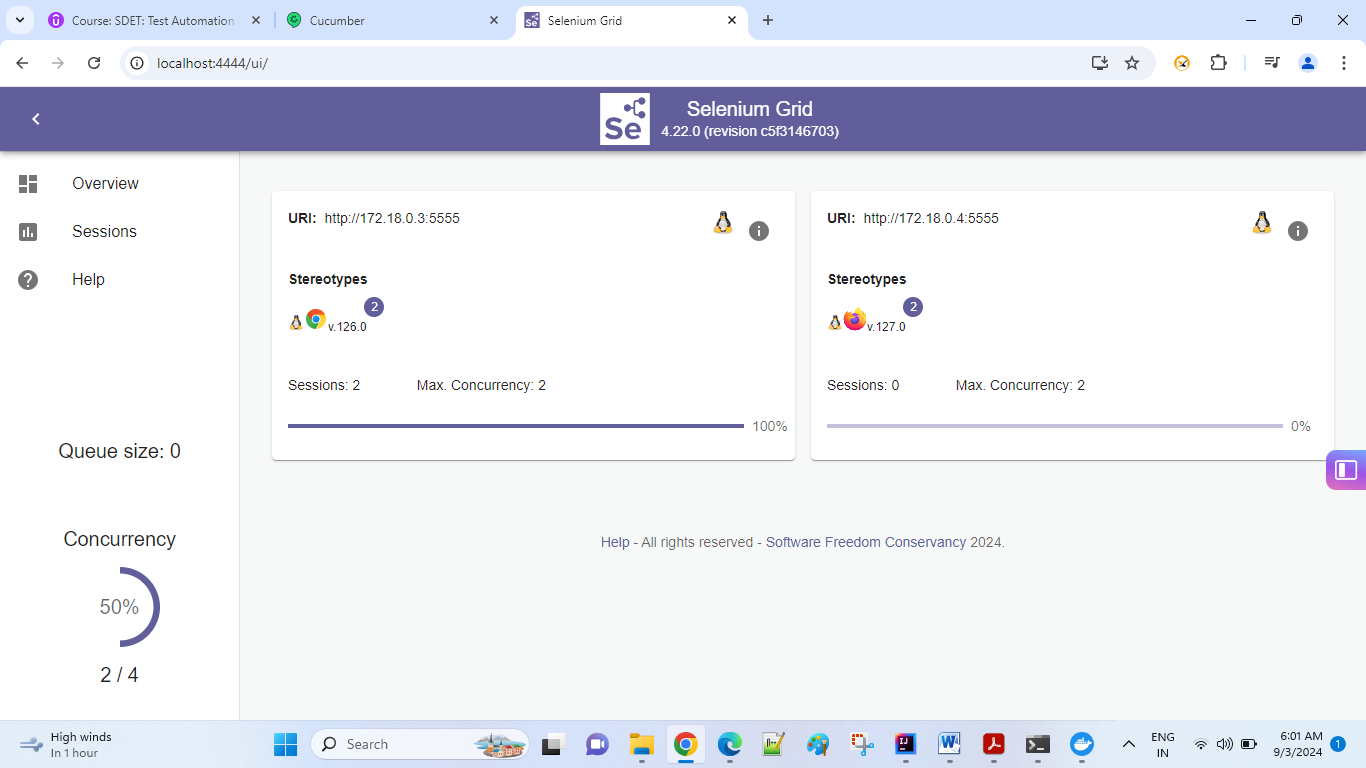 Course: SDET: Test Automation
Cucumber
Selenium Grid
localhost:4444/ui/
Se
Selenium Grid
4.22.0 (revision c5f3146703)
Overview
Sessions
Help
Queue size: 0
Concurrency
50%
2 / 4
URI: http://172.18.0.3:5555
Stereotypes
v.126.0
2
Sessions: 2
Max. Concurrency: 2
100%
URI: http://172.18.0.4:5555
Stereotypes
v.127.0
2
Sessions: 0
Max. Concurrency: 2
0%
Help - All rights reserved - Software Freedom Conservancy 2024.
High winds
In 1 hour
Search
ENG
IN
6:01 AM
9/3/2024
1